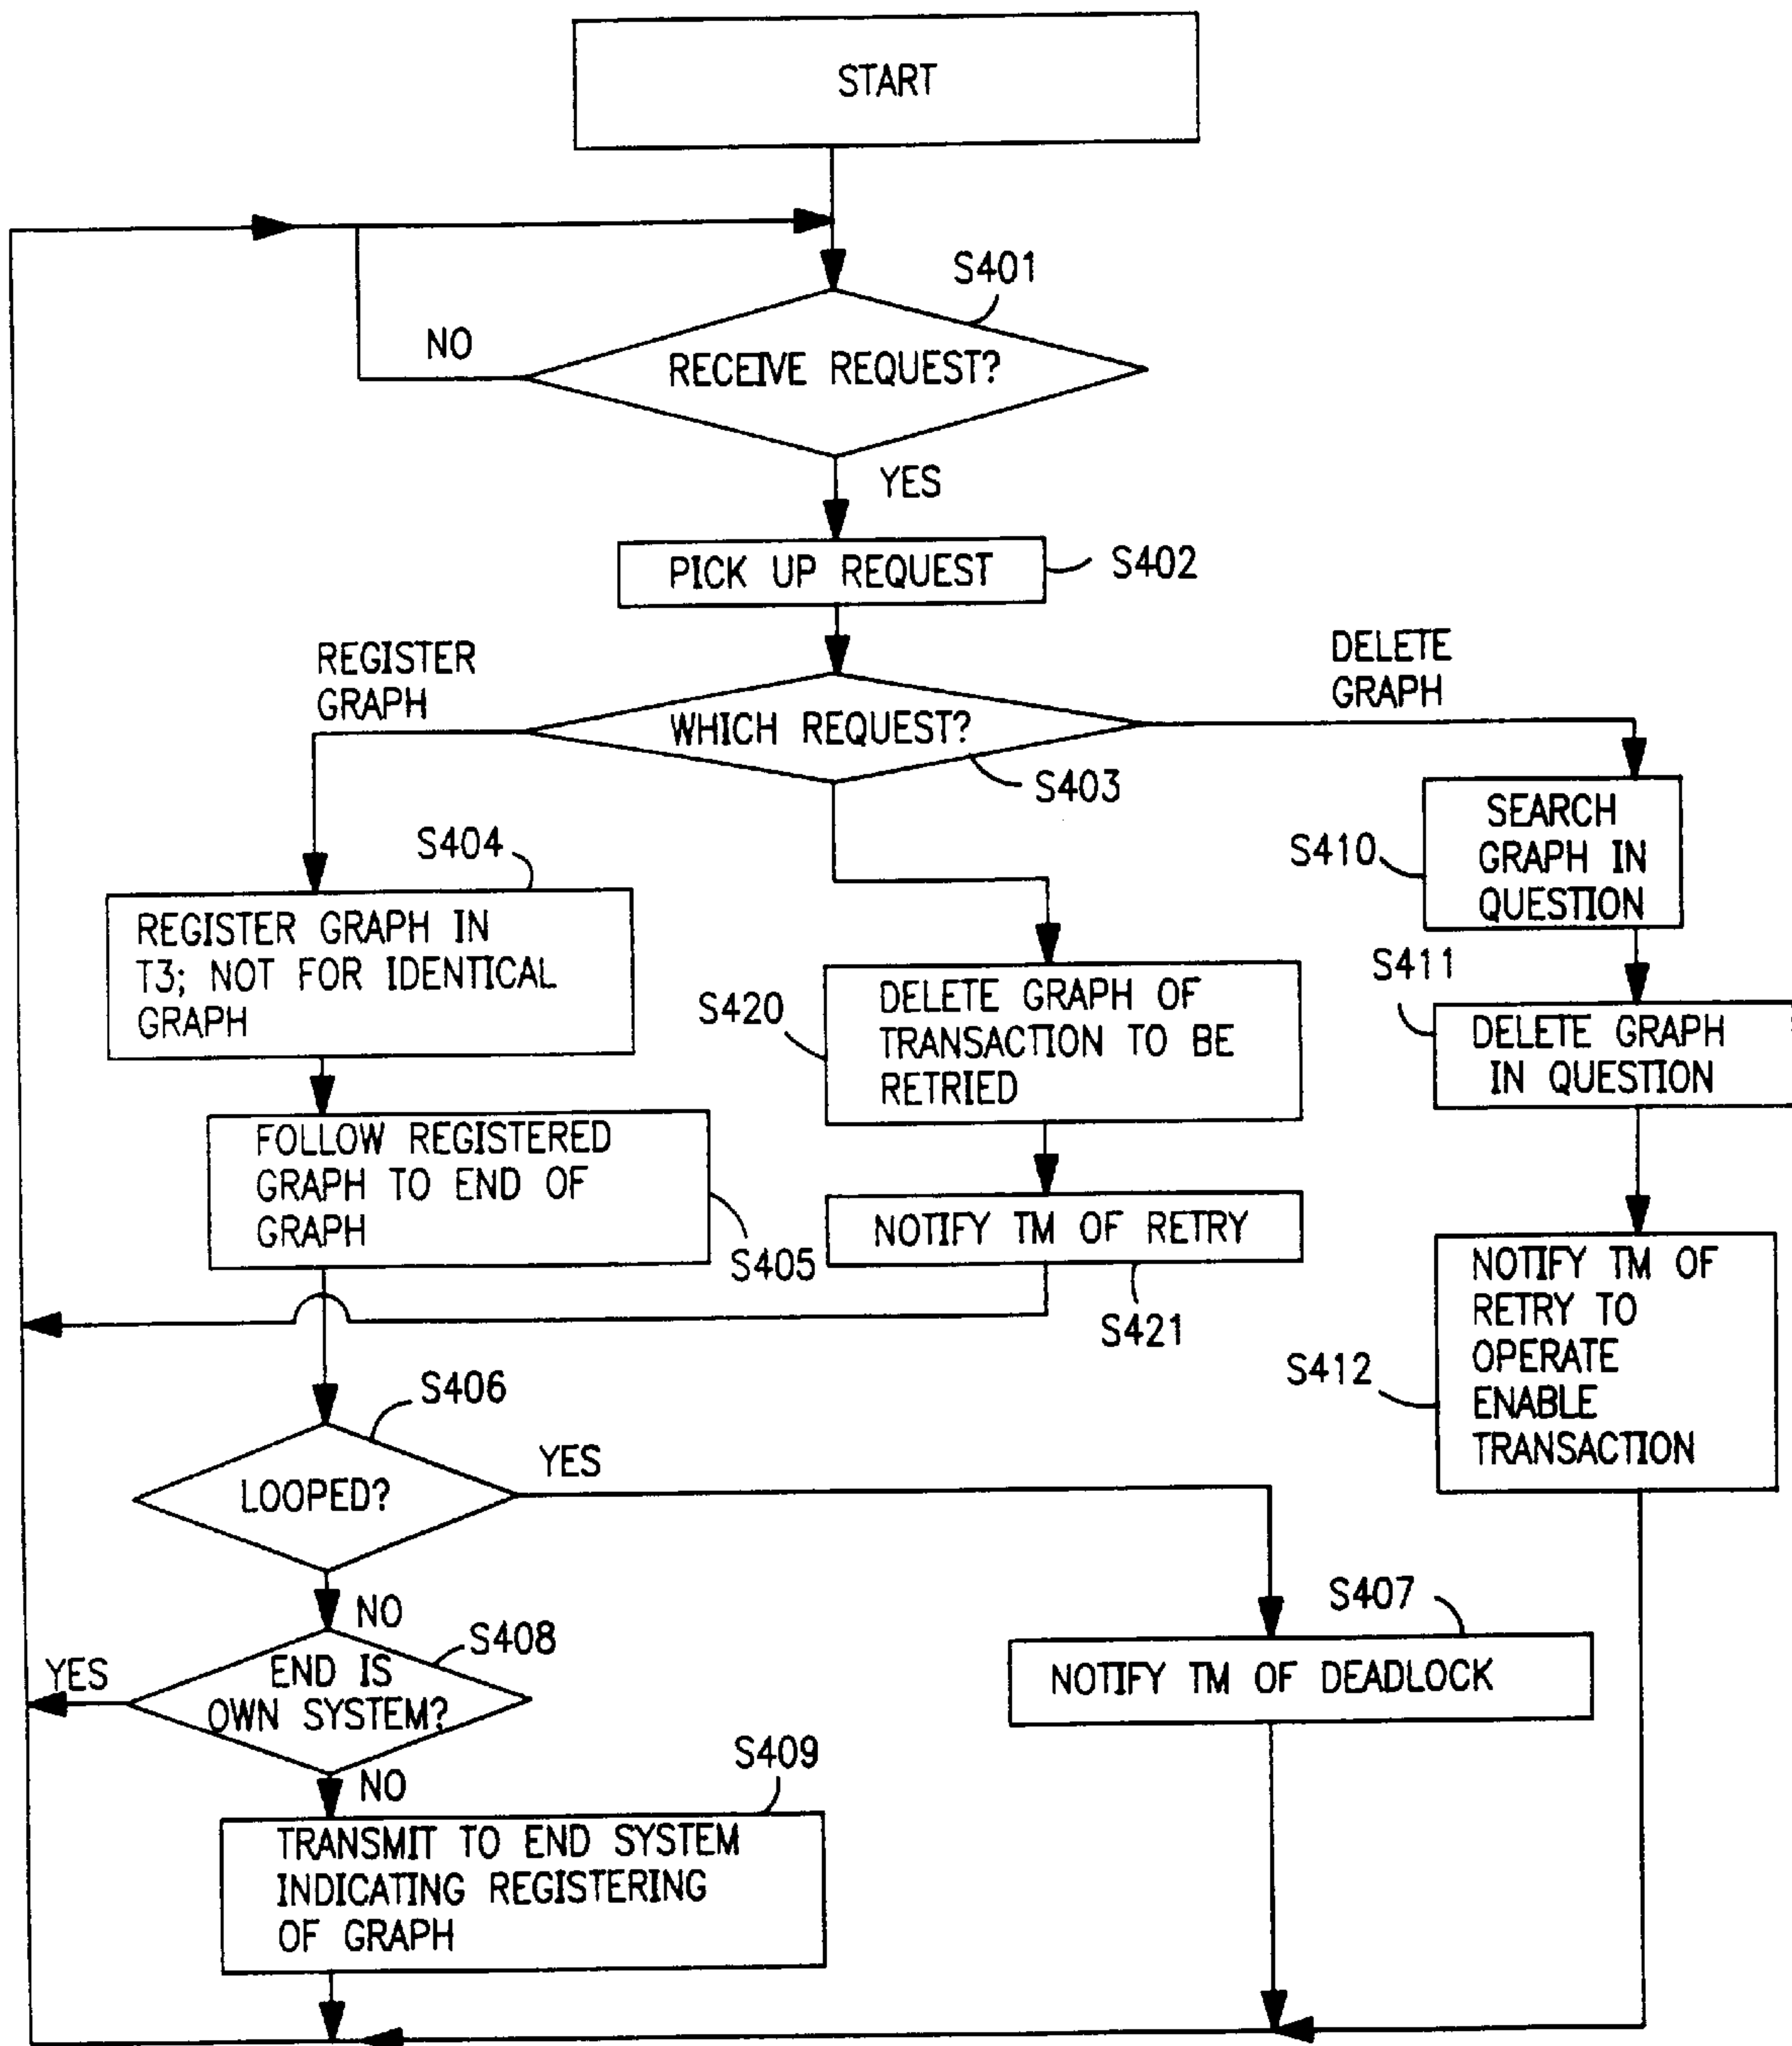 START
S401
NO
RECEIVE REQUEST?
YES
PICK UP REQUEST
S402
REGISTER
GRAPH
DELETE
GRAPH
WHICH REQUEST?
S403
S404
REGISTER GRAPH IN
T3; NOT FOR IDENTICAL
GRAPH
S410
SEARCH
GRAPH IN
QUESTION
S420
DELETE GRAPH OF
TRANSACTION TO BE
RETRIED
S411
DELETE GRAPH
IN QUESTION
FOLLOW REGISTERED
GRAPH TO END OF
GRAPH
S405
NOTIFY TM OF RETRY
S421
S412
NOTIFY TM OF
RETRY TO
OPERATE
ENABLE
TRANSACTION
S406
LOOPED?
YES
NO
S408
YES
END IS
OWN SYSTEM?
NO
S407
NOTIFY TM OF DEADLOCK
S409
TRANSMIT TO END SYSTEM
INDICATING REGISTERING
OF GRAPH